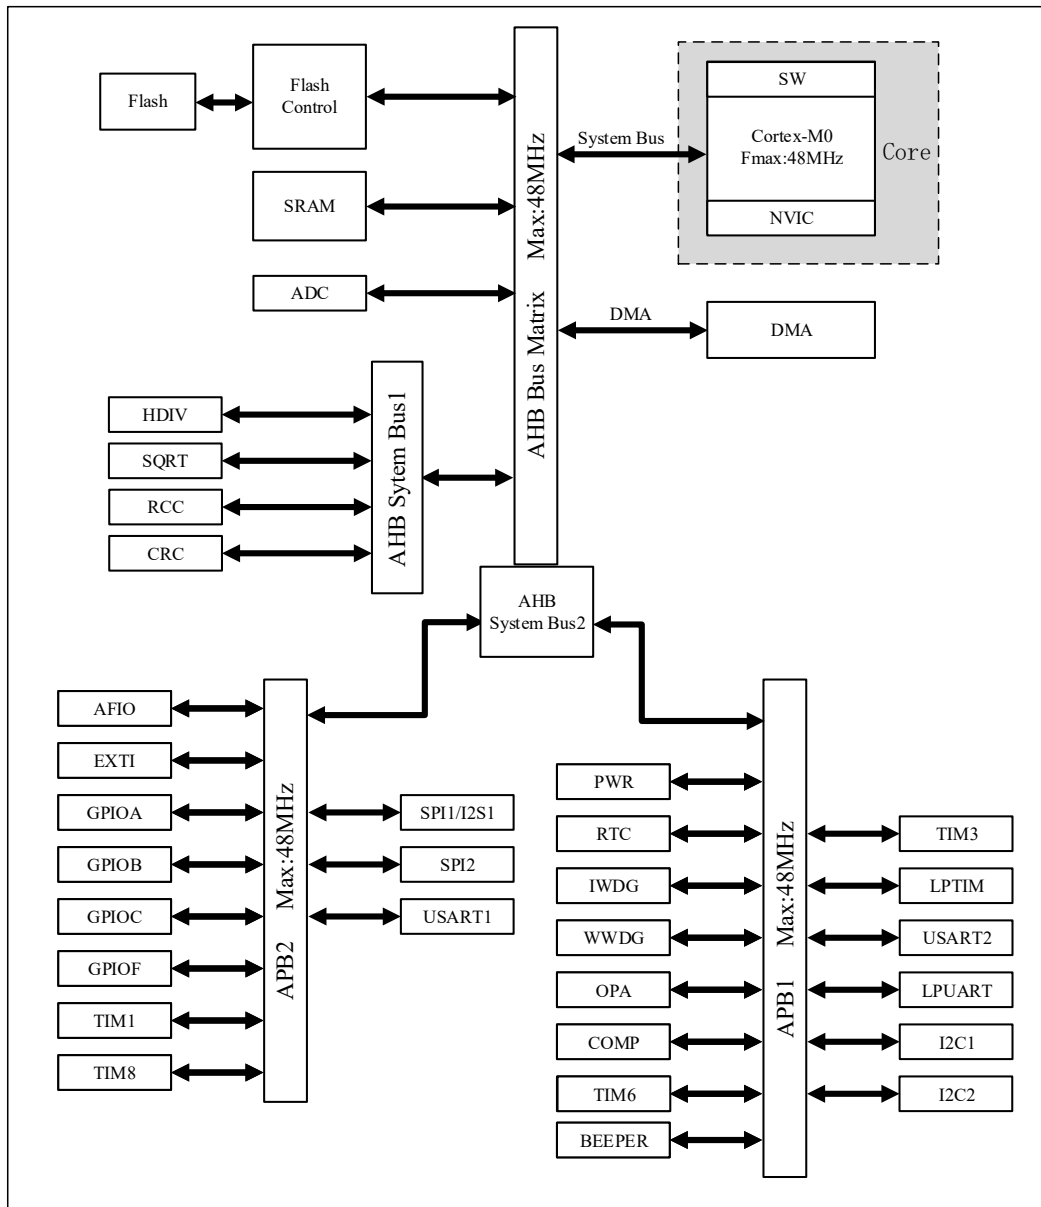 Flash
Flash
Control
SRAM
ADC
AHB Bus Matrix Max:48MHz
System Bus
SW
Cortex-M0
Fmax:48MHz
NVIC
Core
DMA
DMA
HDIV
SQRT
RCC
CRC
AHB Sytem Bus1
AHB
System Bus2
AFIO
EXTI
GPIOA
GPIOB
GPIOC
GPIOF
TIM1
TIM8
APB2 Max:48MHz
SPI1/I2S1
SPI2
USART1
PWR
RTC
IWDG
WWDG
OPA
COMP
TIM6
BEEPER
APB1 Max:48MHz
TIM3
LPTIM
USART2
LPUART
I2C1
I2C2